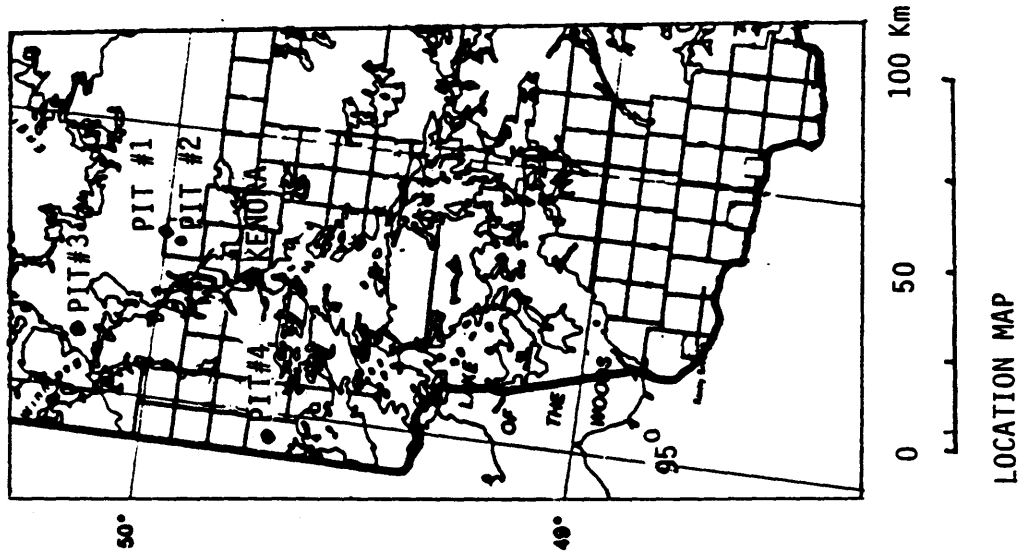 PIT #1
PIT #2
PIT #3
KENORA
PIT #4
LAKE
OF
THE
WOODS
50°
49°
95°
0 50 100 Km
LOCATION MAP